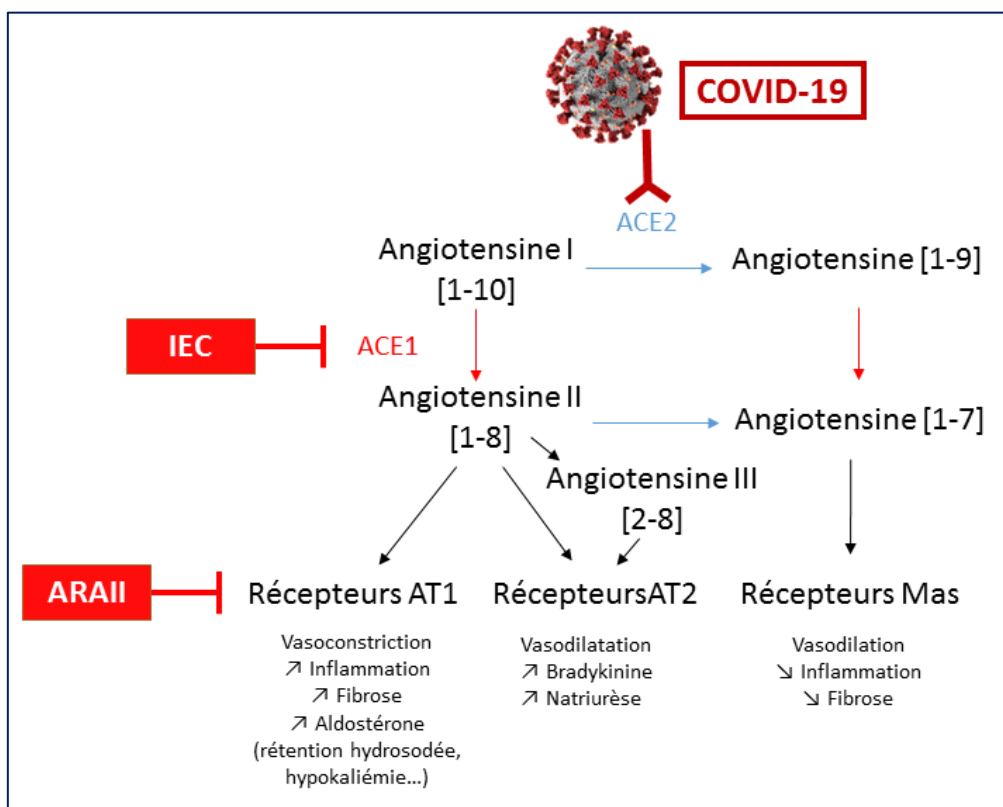 COVID-19
ACE2
Angiotensine I
[1-10]
Angiotensine [1-9]
IEC
ACE1
Angiotensine II
[1-8]
Angiotensine [1-7]
Angiotensine III
[2-8]
ARAII
Récepteurs AT1
RécepteursAT2
Récepteurs Mas
Vasoconstriction
↗ Inflammation
↗ Fibrose
↗ Aldostérone
(rétention hydrosodée,
hypokaliémie…)
Vasodilatation
↗ Bradykinine
↗ Natriurèse
Vasodilation
↘ Inflammation
↘ Fibrose